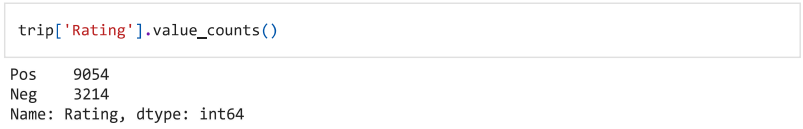 trip['Rating'].value_counts()
Pos    9054
Neg    3214
Name: Rating, dtype: int64